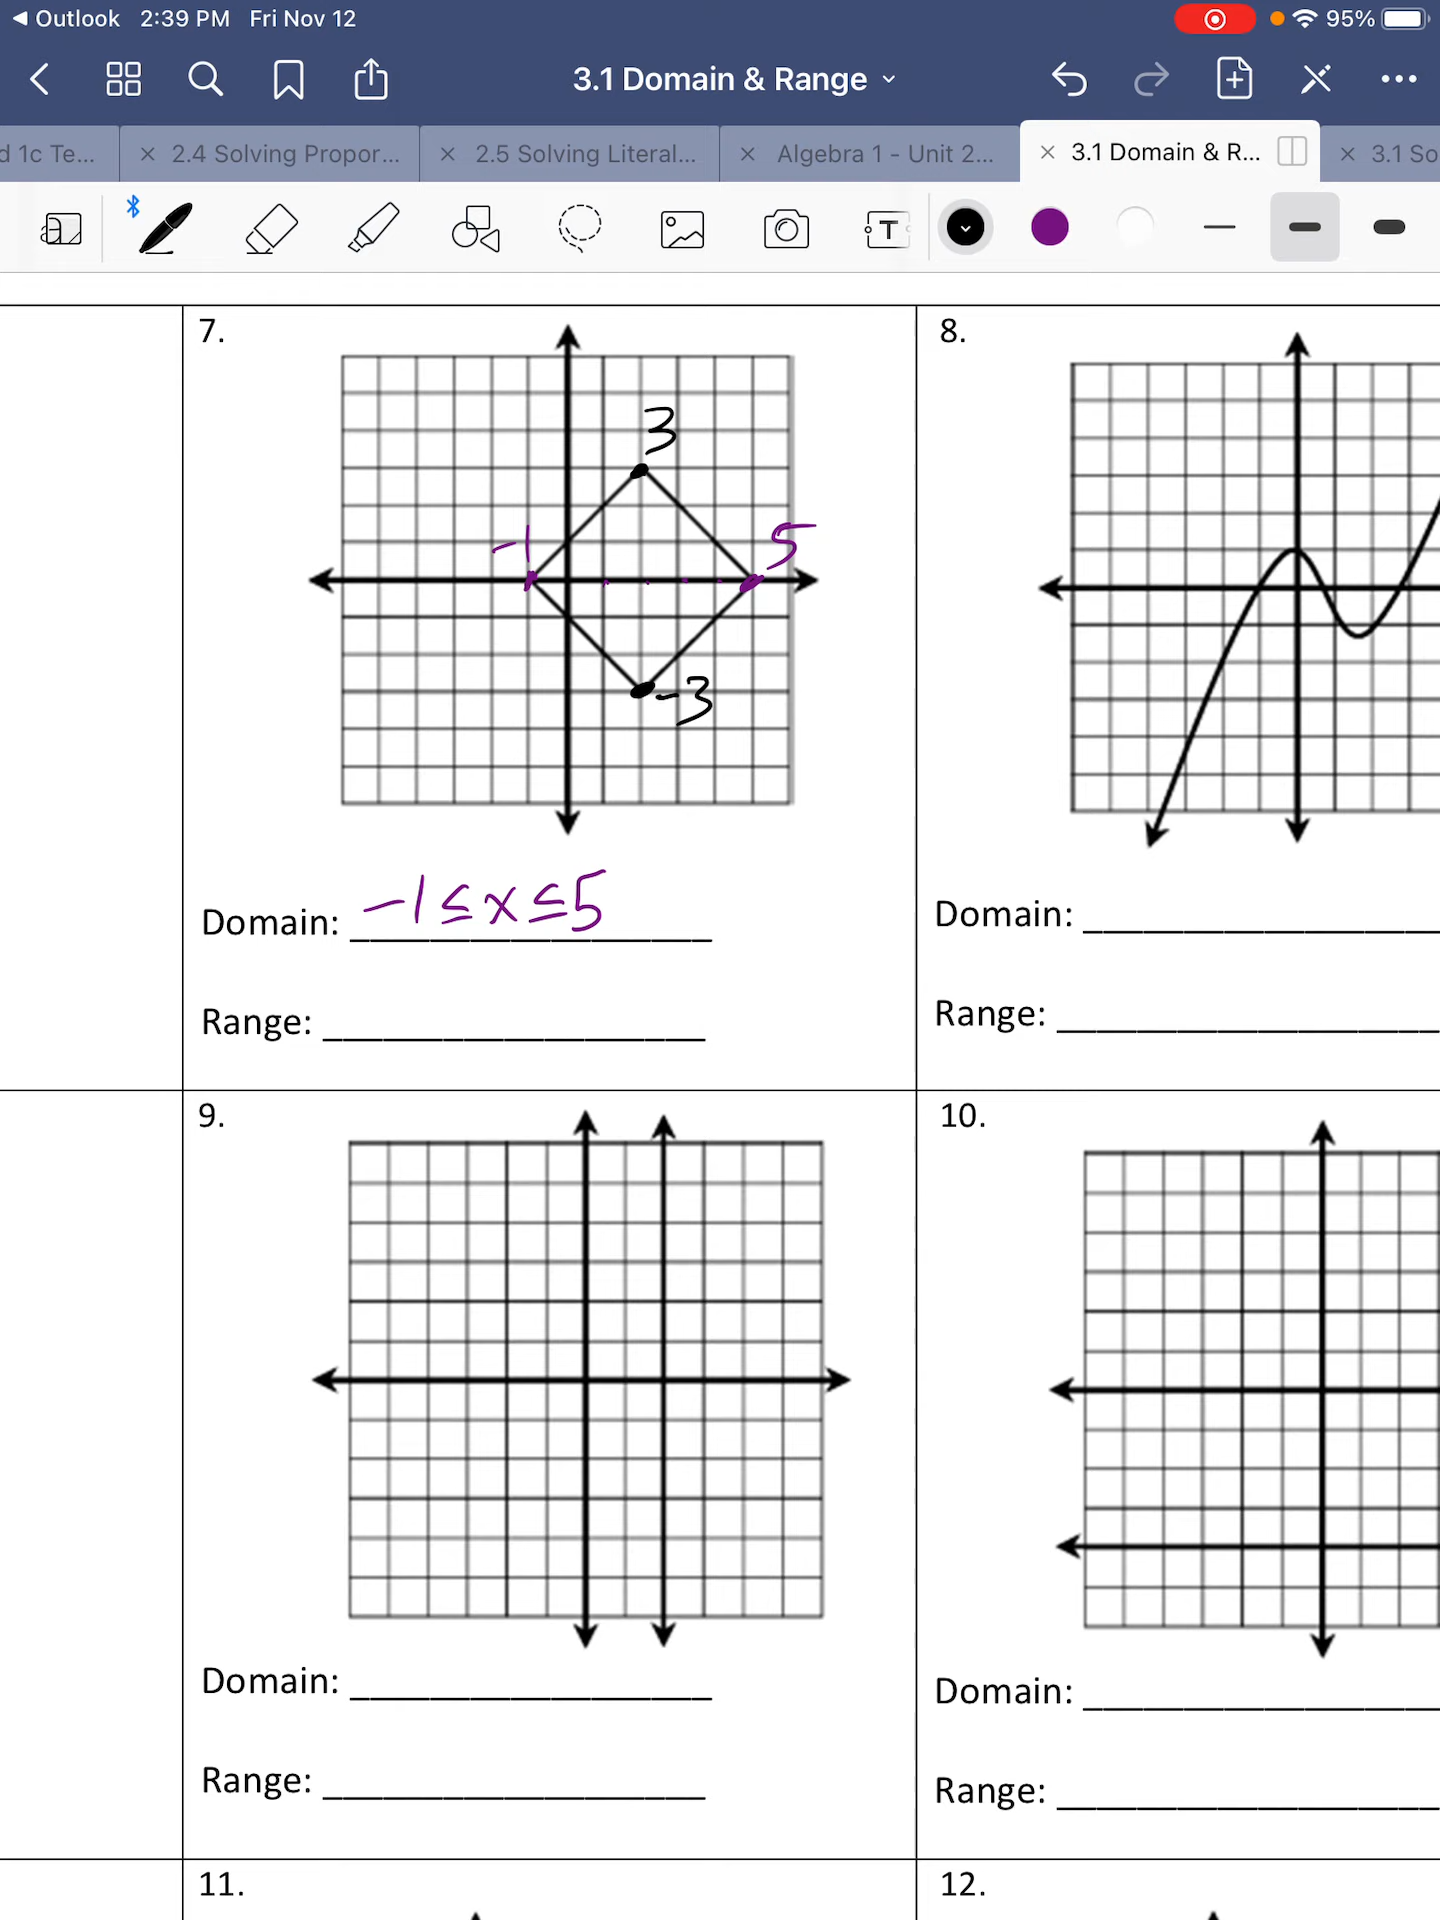 Outlook 2:39 PM Fri Nov 12 95%
3.1 Domain & Range
d 1c Te... × 2.4 Solving Propor... × 2.5 Solving Literal... × Algebra 1 - Unit 2... × 3.1 Domain & R... × 3.1 So
T
7.
3
-1
5
-3
Domain: -1≤x≤5
Range:
8.
Domain:
Range:
9.
Domain:
Range:
10.
Domain:
Range:
11.
12.